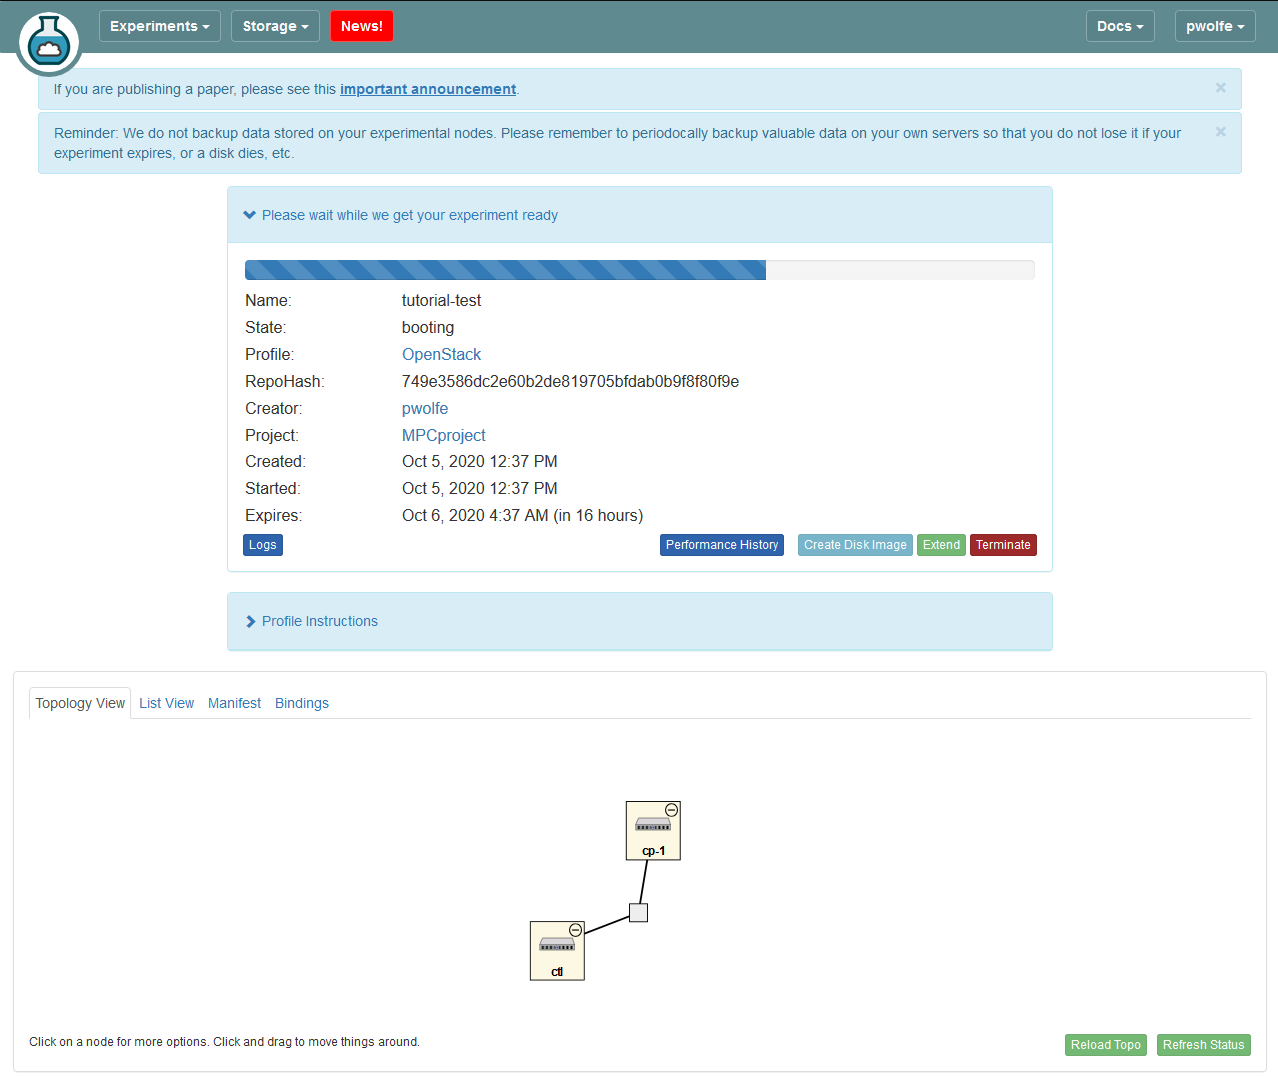 Experiments Storage News! Docs pwolfe
If you are publishing a paper, please see this important announcement. ×
Reminder: We do not backup data stored on your experimental nodes. Please remember to periodocally backup valuable data on your own servers so that you do not lose it if your ×
experiment expires, or a disk dies, etc.
Please wait while we get your experiment ready
Name: tutorial-test
State: booting
Profile: OpenStack
RepoHash: 749e3586dc2e60b2de819705bfdab0b9f8f80f9e
Creator: pwolfe
Project: MPCproject
Created: Oct 5, 2020 12:37 PM
Started: Oct 5, 2020 12:37 PM
Expires: Oct 6, 2020 4:37 AM (in 16 hours)
Logs Performance History Create Disk Image Extend Terminate
Profile Instructions
Topology View List View Manifest Bindings
cp-1
ctl
Click on a node for more options. Click and drag to move things around. Reload Topo Refresh Status